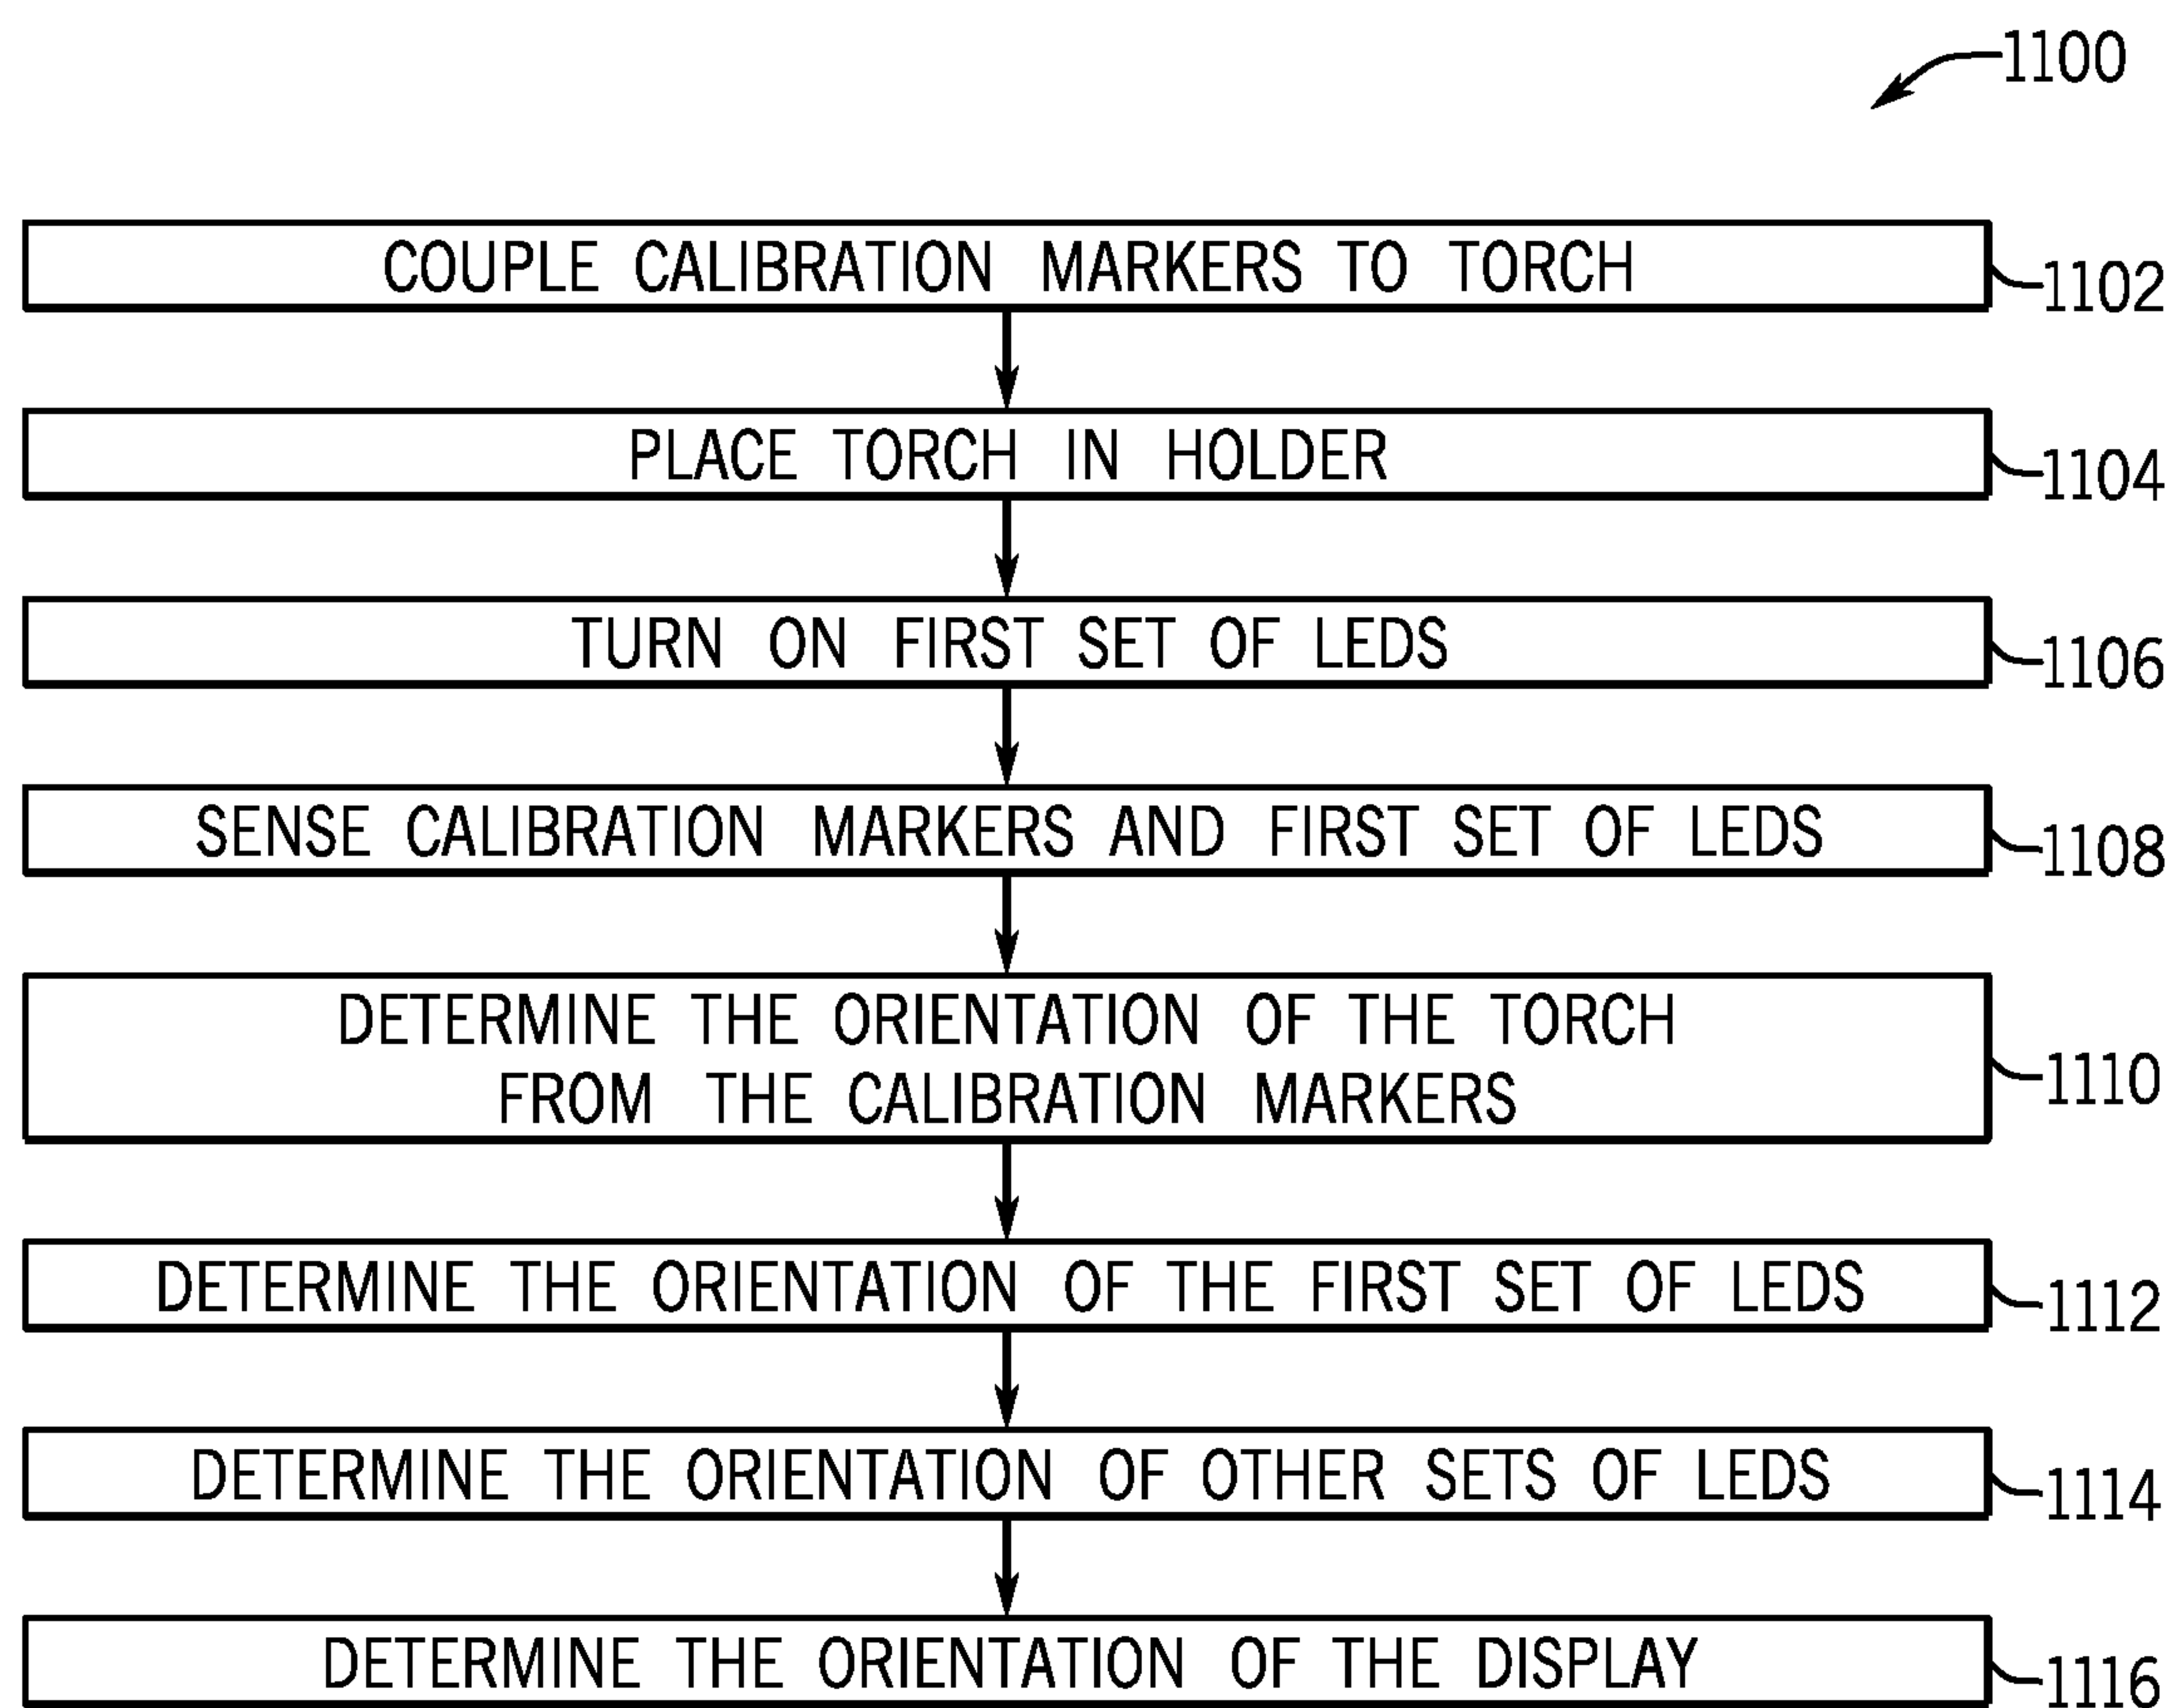 1100
COUPLE CALIBRATION MARKERS TO TORCH
1102
PLACE TORCH IN HOLDER
1104
TURN ON FIRST SET OF LEDS
1106
SENSE CALIBRATION MARKERS AND FIRST SET OF LEDS
1108
DETERMINE THE ORIENTATION OF THE TORCH
FROM THE CALIBRATION MARKERS
1110
DETERMINE THE ORIENTATION OF THE FIRST SET OF LEDS
1112
DETERMINE THE ORIENTATION OF OTHER SETS OF LEDS
1114
DETERMINE THE ORIENTATION OF THE DISPLAY
1116